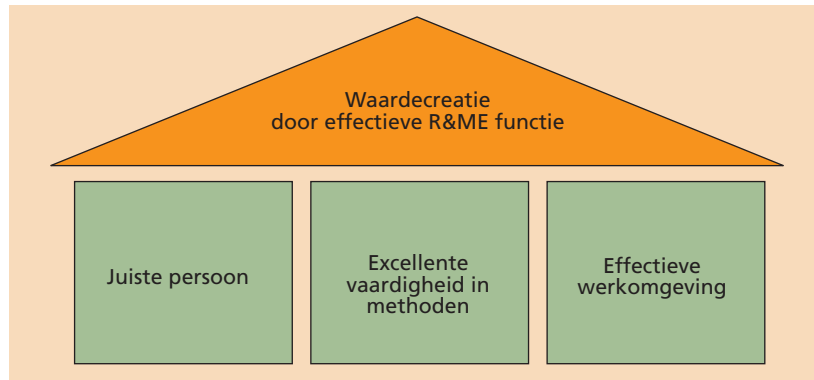 Waardecreatie
door effectieve R&ME functie
Juiste persoon
Excellente
vaardigheid in
methoden
Effectieve
werkomgeving